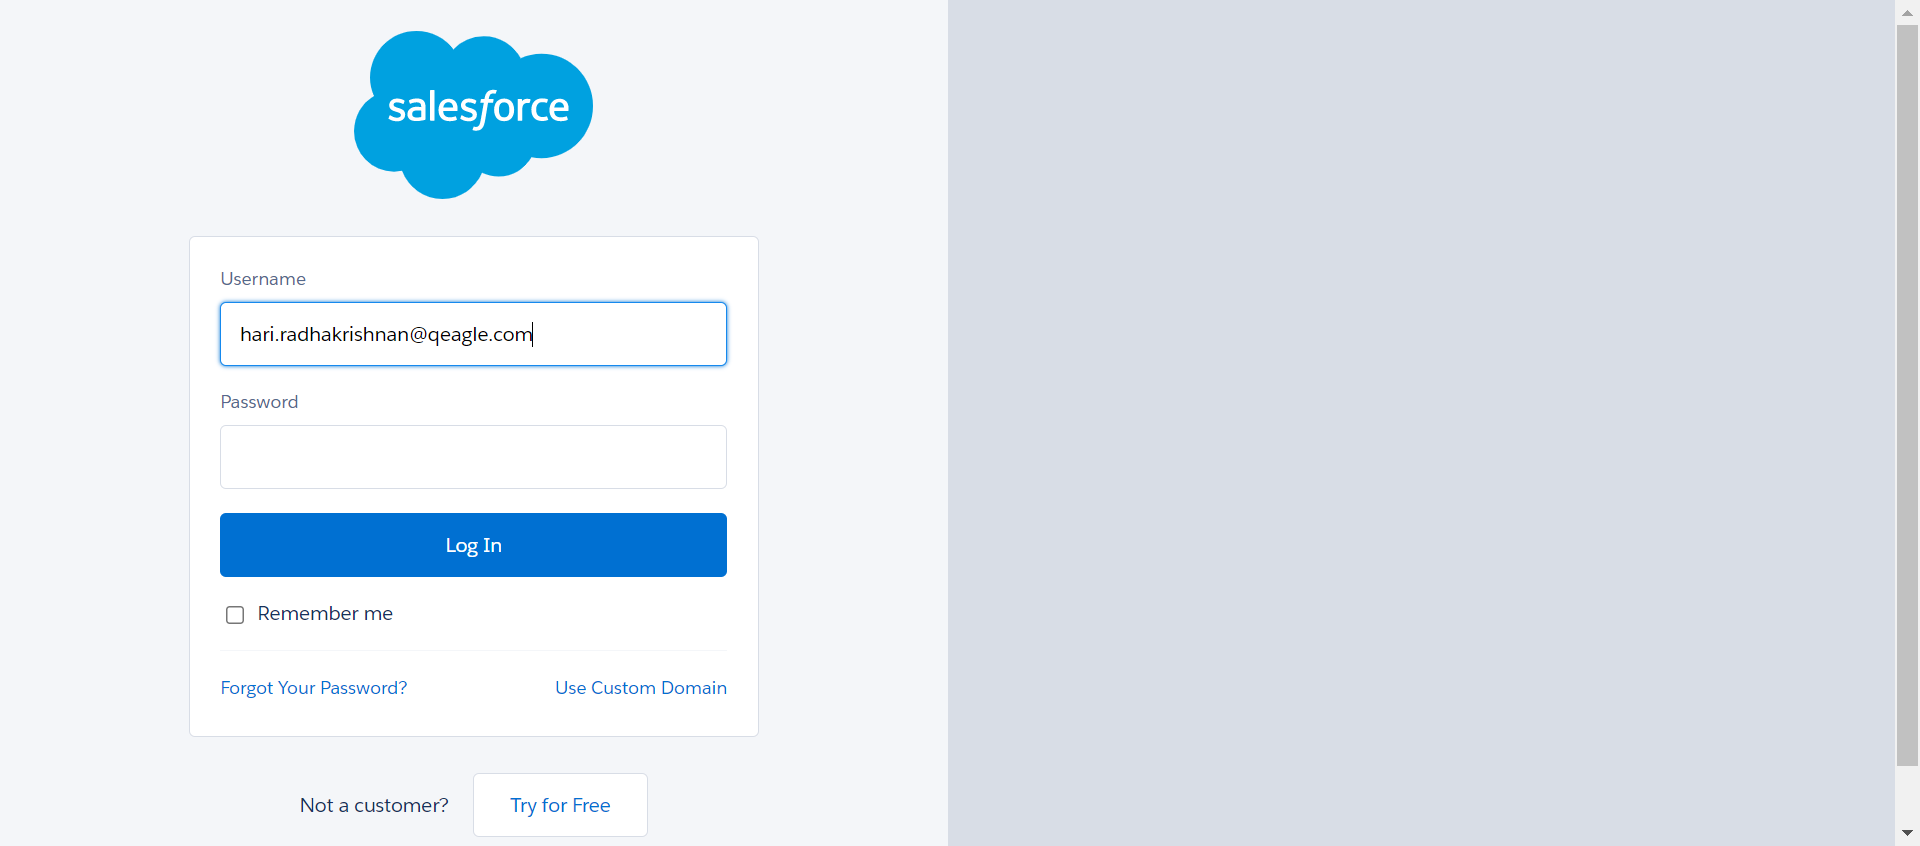 salesforce
Username
hari.radhakrishnan@qeagle.com
Password
Log In
Remember me
Forgot Your Password?
Use Custom Domain
Not a customer?
Try for Free